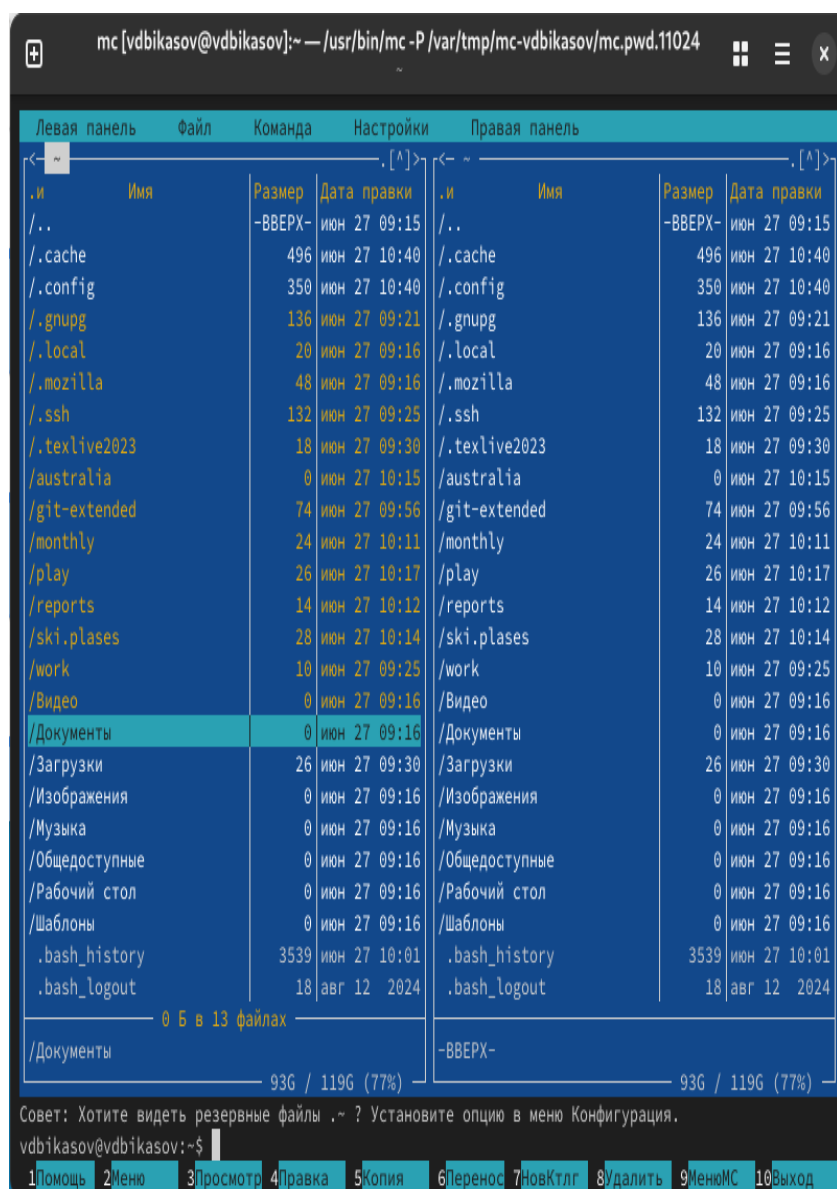 mc [vdbikasov@vdbikasov]:~ — /usr/bin/mc -P /var/tmp/mc-vdbikasov/mc.pwd.11024
~
Левая панель Файл Команда Настройки Правая панель
<— ~ .[^]> <— ~ .[^]>
.и Имя Размер Дата правки .и Имя Размер Дата правки
/.. -ВВЕРХ- июн 27 09:15 /.. -ВВЕРХ- июн 27 09:15
/.cache 496 июн 27 10:40 /.cache 496 июн 27 10:40
/.config 350 июн 27 10:40 /.config 350 июн 27 10:40
/.gnupg 136 июн 27 09:21 /.gnupg 136 июн 27 09:21
/.local 20 июн 27 09:16 /.local 20 июн 27 09:16
/.mozilla 48 июн 27 09:16 /.mozilla 48 июн 27 09:16
/.ssh 132 июн 27 09:25 /.ssh 132 июн 27 09:25
/.texlive2023 18 июн 27 09:30 /.texlive2023 18 июн 27 09:30
/australia 0 июн 27 10:15 /australia 0 июн 27 10:15
/git-extended 74 июн 27 09:56 /git-extended 74 июн 27 09:56
/monthly 24 июн 27 10:11 /monthly 24 июн 27 10:11
/play 26 июн 27 10:17 /play 26 июн 27 10:17
/reports 14 июн 27 10:12 /reports 14 июн 27 10:12
/ski.plases 28 июн 27 10:14 /ski.plases 28 июн 27 10:14
/work 10 июн 27 09:25 /work 10 июн 27 09:25
/Видео 0 июн 27 09:16 /Видео 0 июн 27 09:16
/Документы 0 июн 27 09:16 /Документы 0 июн 27 09:16
/Загрузки 26 июн 27 09:30 /Загрузки 26 июн 27 09:30
/Изображения 0 июн 27 09:16 /Изображения 0 июн 27 09:16
/Музыка 0 июн 27 09:16 /Музыка 0 июн 27 09:16
/Общедоступные 0 июн 27 09:16 /Общедоступные 0 июн 27 09:16
/Рабочий стол 0 июн 27 09:16 /Рабочий стол 0 июн 27 09:16
/Шаблоны 0 июн 27 09:16 /Шаблоны 0 июн 27 09:16
.bash_history 3539 июн 27 10:01 .bash_history 3539 июн 27 10:01
.bash_logout 18 авг 12 2024 .bash_logout 18 авг 12 2024
0 Б в 13 файлах
/Документы -ВВЕРХ-
93G / 119G (77%) 93G / 119G (77%)
Совет: Хотите видеть резервные файлы .~ ? Установите опцию в меню Конфигурация.
vdbikasov@vdbikasov:~$
1Помощь 2Меню 3Просмотр 4Правка 5Копия 6Перенос 7НовКтлг 8Удалить 9МенюМС 10Выход